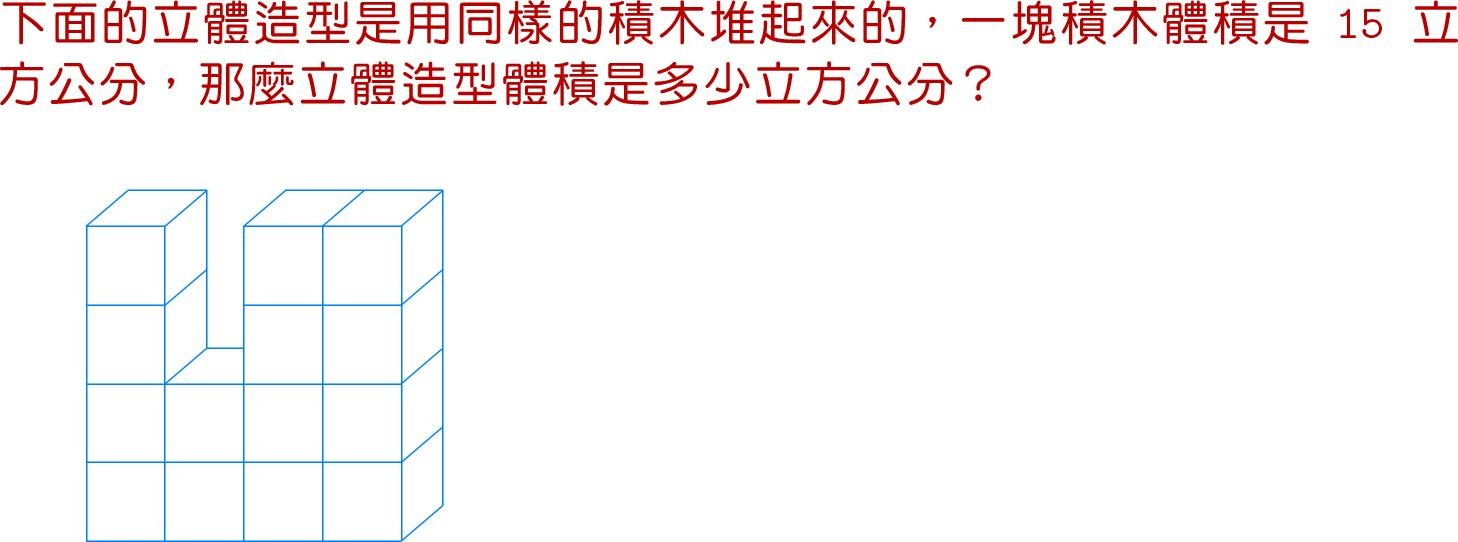 下面的立體造型是用同樣的積木堆起來的，一塊積木體積是 15 立
方公分，那麼立體造型體積是多少立方公分？